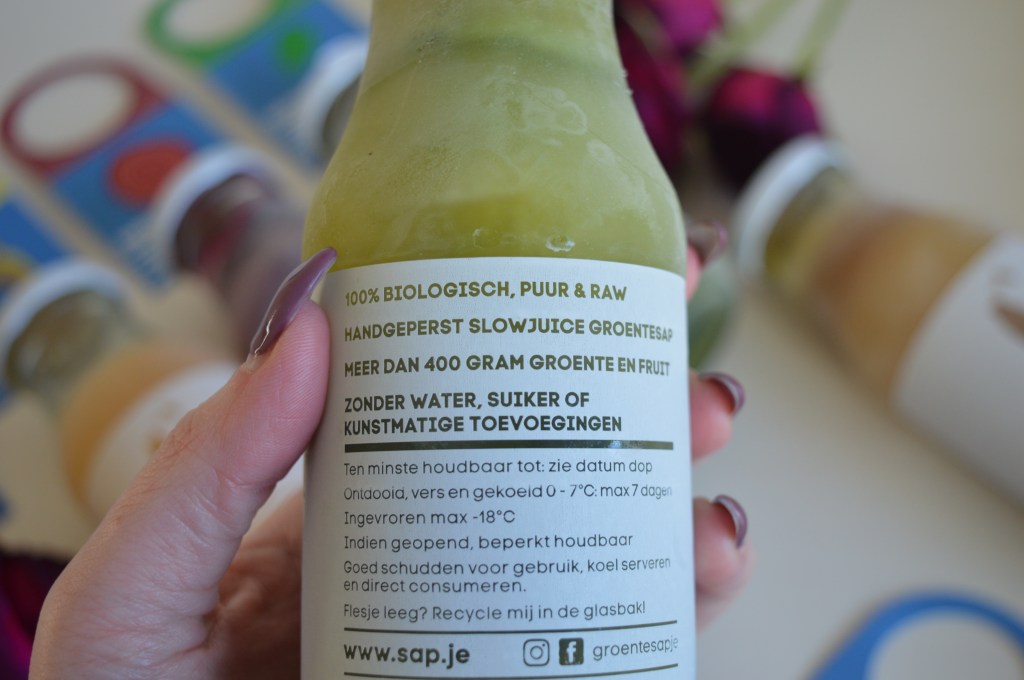 100% BIOLOGISCH, PUUR & RAW
HANDGEPERST SLOWJUICE GROENTESAP
MEER DAN 400 GRAM GROENTE EN FRUIT
ZONDER WATER, SUIKER OF
KUNSTMATIGE TOEVOEGINGEN
Ten minste houdbaar tot: zie datum dop
Ontdooid, vers en gekoeld 0 - 7°C: max 7 dagen
Ingevroren max -18°C
Indien geopend, beperkt houdbaar
Goed schudden voor gebruik, koel serveren
en direct consumeren.
Flesje leeg? Recycle mij in de glasbak!
www.sap.je groentesapje